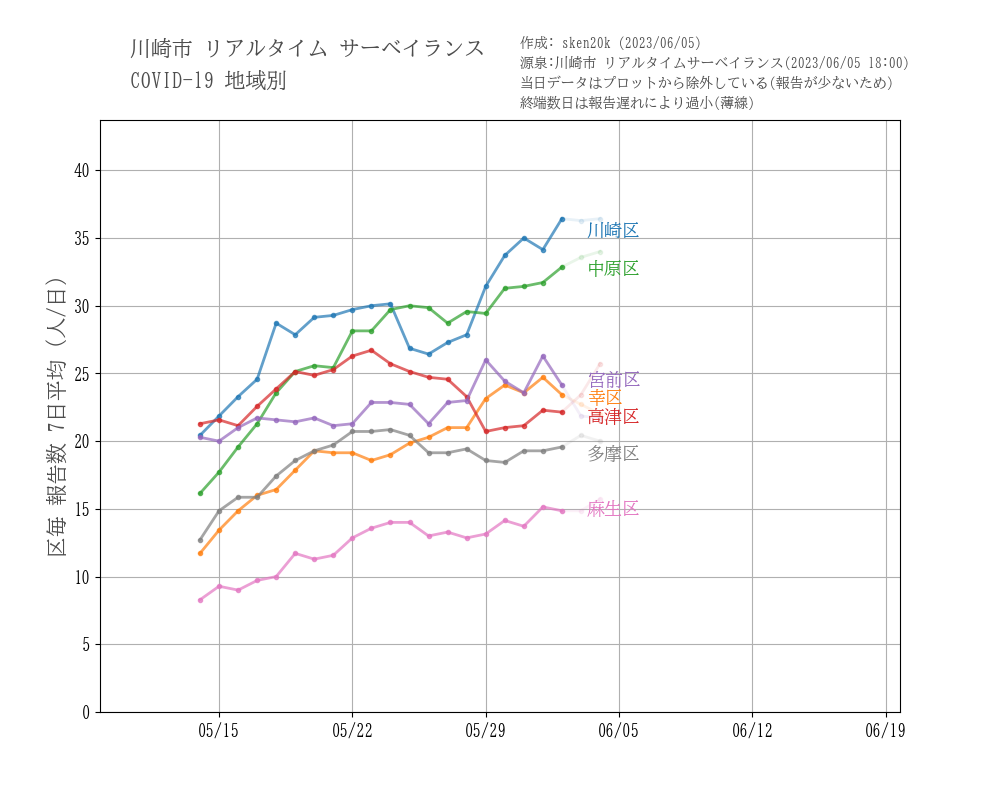 川崎市 リアルタイム サーベイランス
COVID-19 地域別
作成: sken20k (2023/06/05)
源泉:川崎市 リアルタイムサーベイランス(2023/06/05 18:00)
当日データはプロットから除外している(報告が少ないため)
終端数日は報告遅れにより過小(薄線)
区毎 報告数 7日平均 (人/日)
40
35
30
25
20
15
10
5
0
川崎区
中原区
宮前区
幸区
高津区
多摩区
麻生区
05/15
05/22
05/29
06/05
06/12
06/19